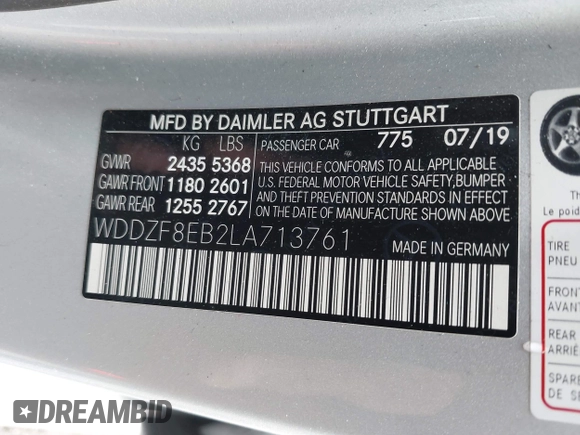 MFD BY DAIMLER AG STUTTGART
KG LBS
PASSENGER CAR 775 07/19
GVWR 2435 5368
GAWR FRONT 1180 2601
GAWR REAR 1255 2767
THIS VEHICLE CONFORMS TO ALL APPLICABLE
U.S. FEDERAL MOTOR VEHICLE SAFETY, BUMPER
AND THEFT PREVENTION STANDARDS IN EFFECT
ON THE DATE OF MANUFACTURE SHOWN ABOVE.
WDDZF8EB2LA713761
MADE IN GERMANY
Le poid
TIRE
PNEU
FRONT
AVANT
REAR
ARRIÈ
SPARE
DE SE
DREAMBID